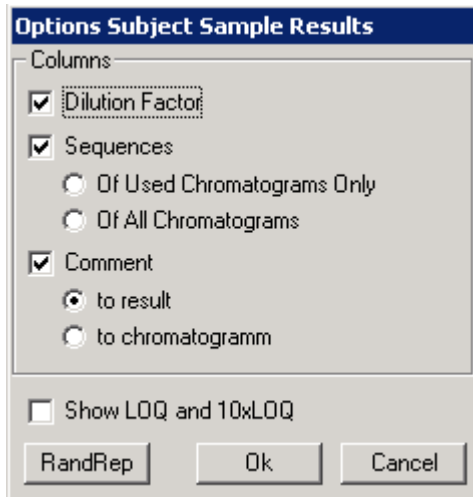 Options Subject Sample Results
Columns
Dilution Factor
Sequences
Of Used Chromatograms Only
Of All Chromatograms
Comment
to result
to chromatogramm
Show LOQ and 10xLOQ
RandRep Ok Cancel